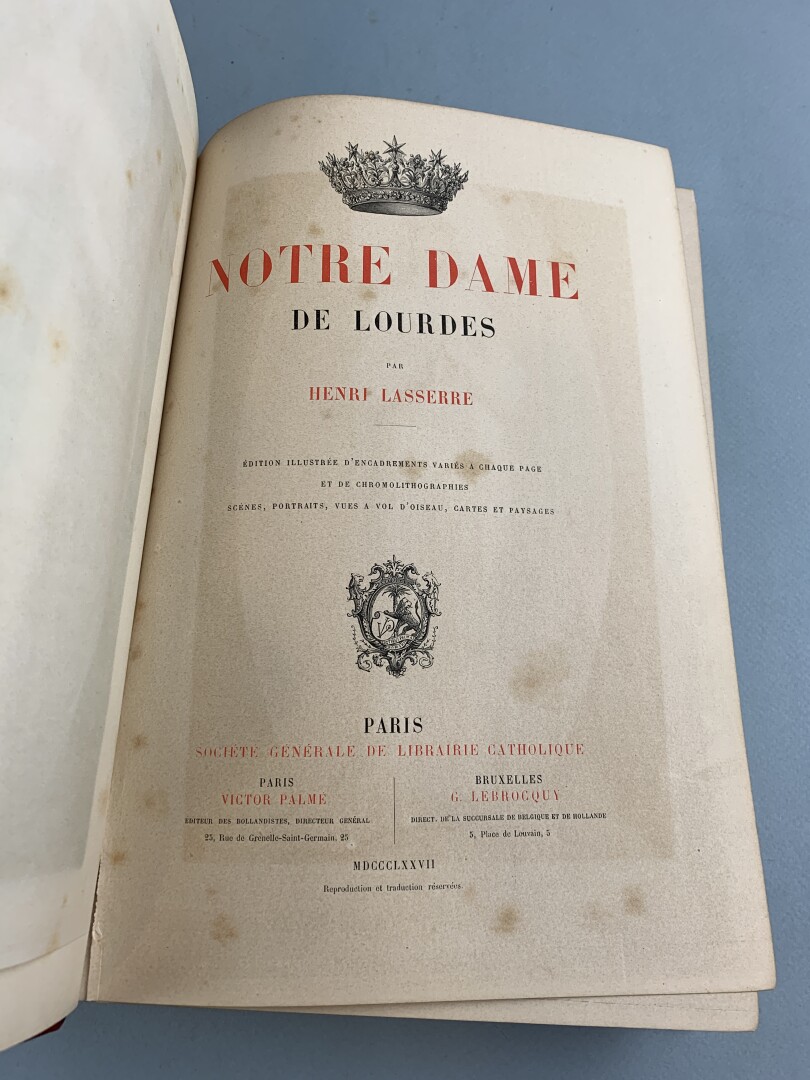 NOTRE DAME
DE LOURDES
PAR
HENRI LASSERRE
ÉDITION ILLUSTRÉE D'ENCADREMENTS VARIÉS A CHAQUE PAGE
ET DE CHROMOLITHOGRAPHIES
SCÈNES, PORTRAITS, VUES A VOL D'OISEAU, CARTES ET PAYSAGES
PARIS
SOCIÉTÉ GÉNÉRALE DE LIBRAIRIE CATHOLIQUE
PARIS
VICTOR PALMÉ
ÉDITEUR DES BOLLANDISTES, DIRECTEUR GÉNÉRAL
25, Rue de Grenelle-Saint-Germain, 25
BRUXELLES
G. LEBROCQUY
DIRECT. DE LA SUCCURSALE DE BELGIQUE ET DE HOLLANDE
5, Place de Louvain, 5
MDCCCLXXVII
Reproduction et traduction réservées.